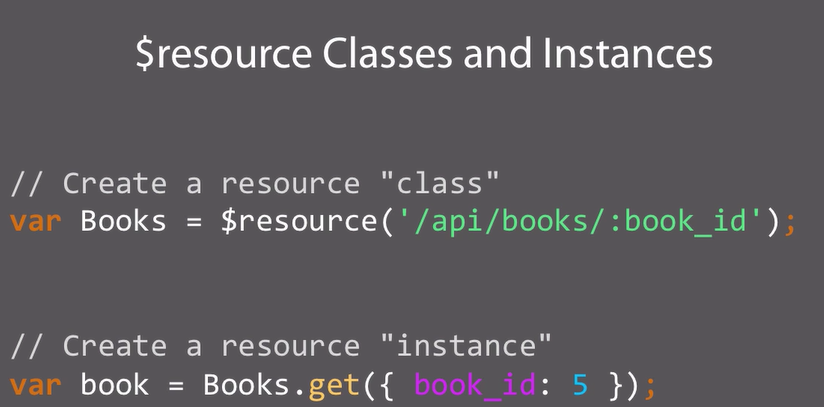 $resource Classes and Instances
// Create a resource "class"
var Books = $resource('/api/books/:book_id');
// Create a resource "instance"
var book = Books.get({ book_id: 5 });